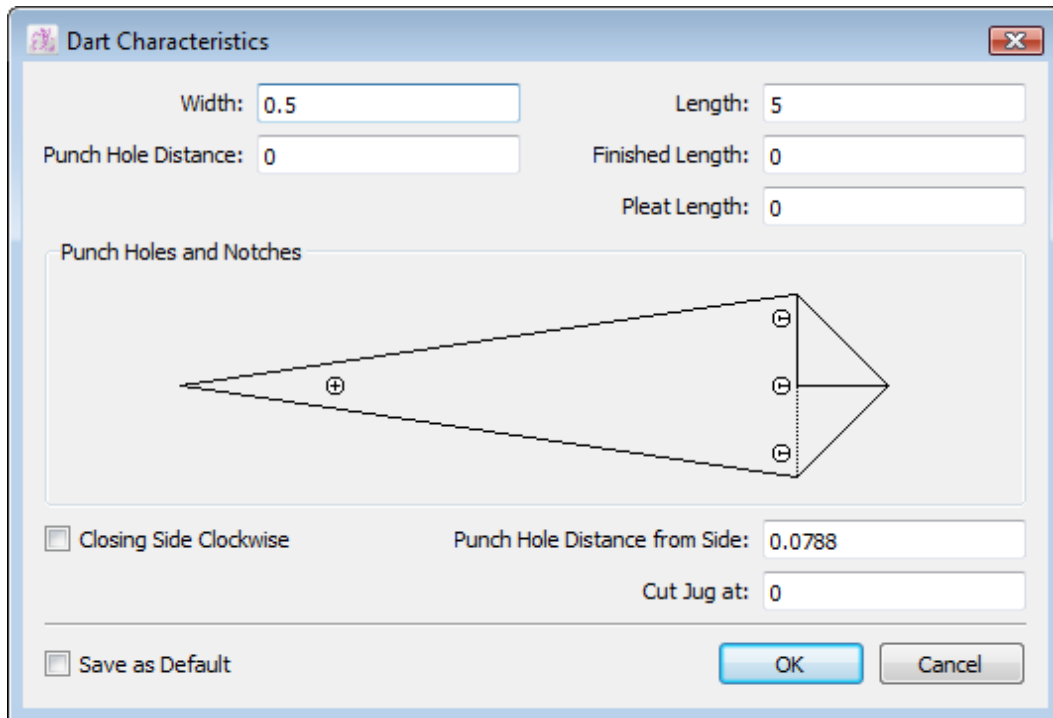 Dart Characteristics
Width: 0.5 Length: 5
Punch Hole Distance: 0 Finished Length: 0
Pleat Length: 0
Punch Holes and Notches
Closing Side Clockwise Punch Hole Distance from Side: 0.0788
Cut Jug at: 0
Save as Default OK Cancel